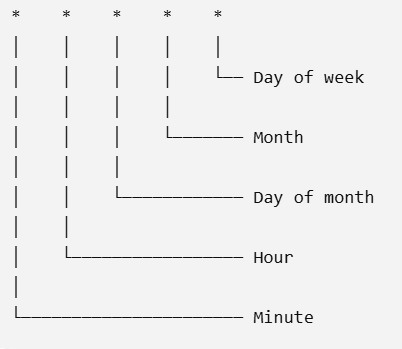 * * * * *
Day of week
Month
Day of month
Hour
Minute